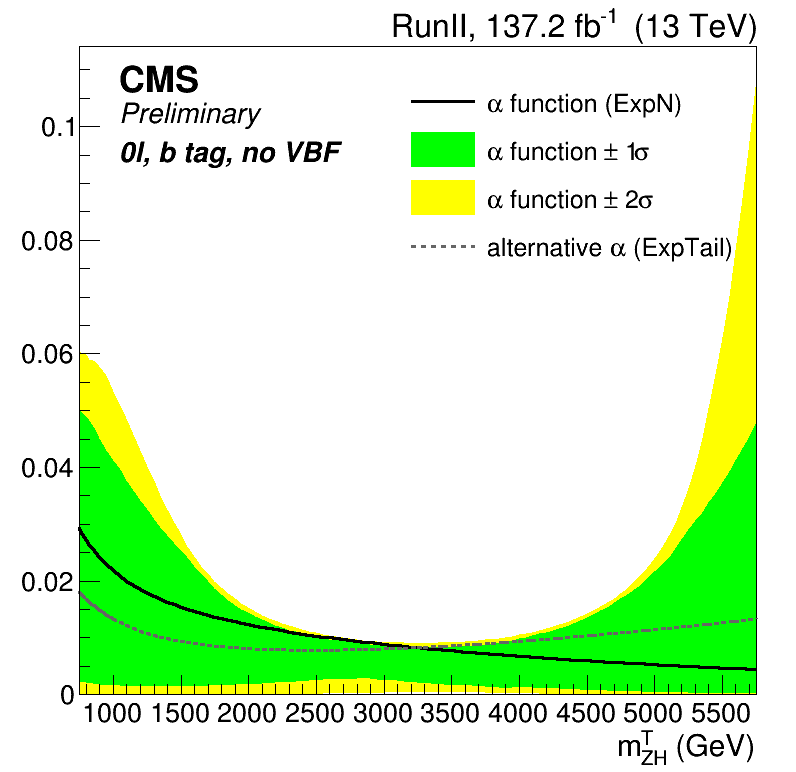 RunII, 137.2 fb⁻¹ (13 TeV)
CMS
Preliminary
0l, b tag, no VBF
α function (ExpN)
α function ± 1σ
α function ± 2σ
alternative α (ExpTail)
0.1
0.08
0.06
0.04
0.02
0
1000 1500 2000 2500 3000 3500 4000 4500 5000 5500
m^T_ZH (GeV)